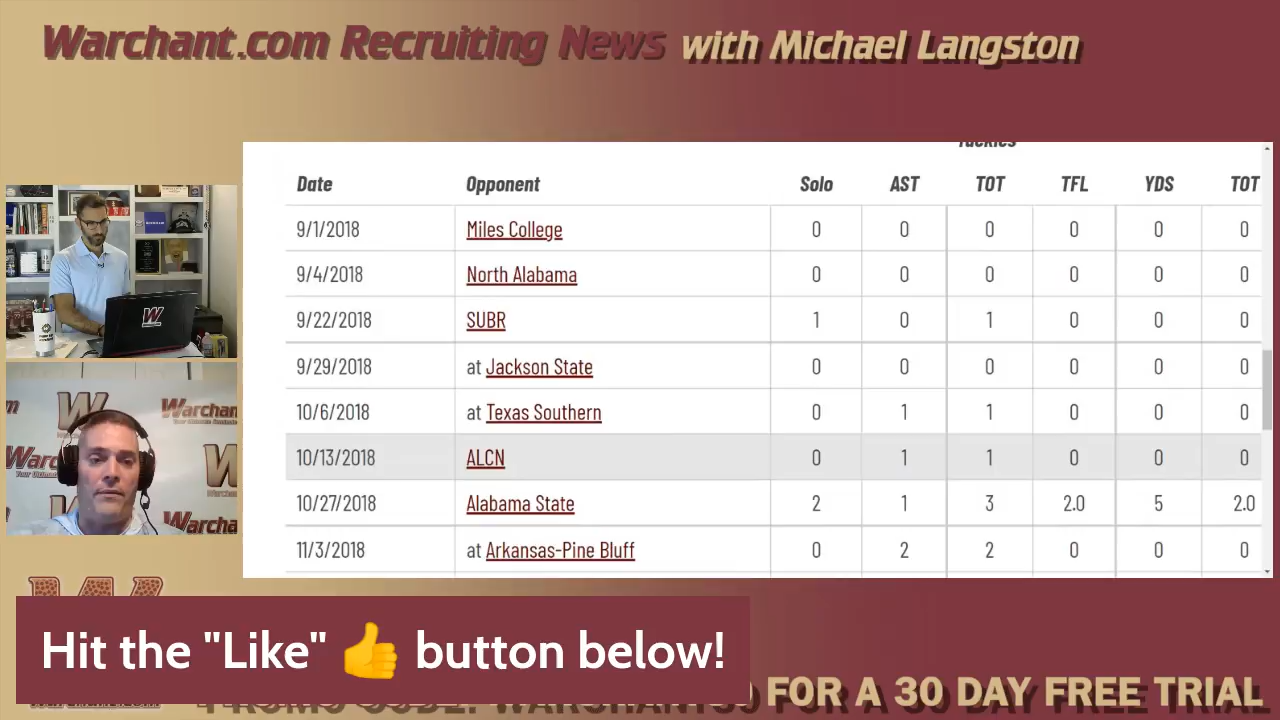 Warchant.com Recruiting News with Michael Langston
Tackles
Date Opponent Solo AST TOT TFL YDS TOT
9/1/2018 Miles College 0 0 0 0 0 0
9/4/2018 North Alabama 0 0 0 0 0 0
9/22/2018 SUBR 1 0 1 0 0 0
9/29/2018 at Jackson State 0 0 0 0 0 0
10/6/2018 at Texas Southern 0 1 1 0 0 0
10/13/2018 ALCN 0 1 1 0 0 0
10/27/2018 Alabama State 2 1 3 2.0 5 2.0
11/3/2018 at Arkansas-Pine Bluff 0 2 2 0 0 0
W
W Warchant
Warc
W
Warcha
Hit the "Like" 👍 button below!
FOR A 30 DAY FREE TRIAL